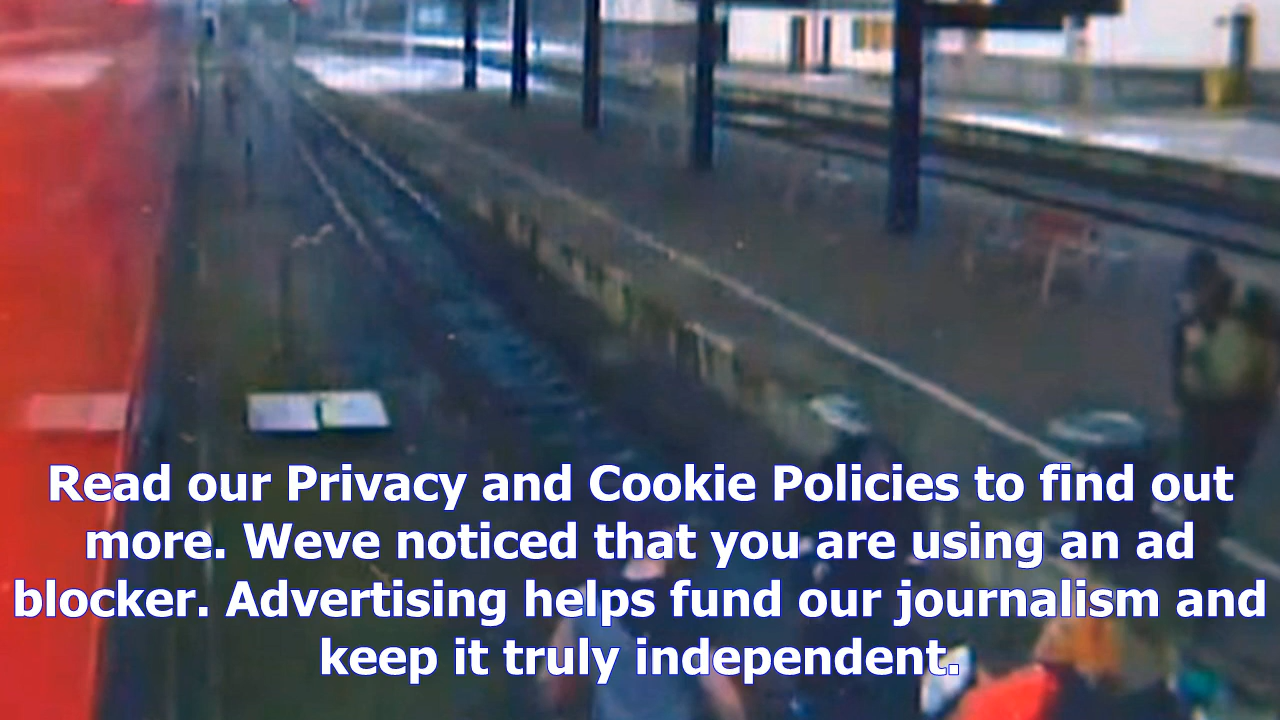 Read our Privacy and Cookie Policies to find out
more. Weve noticed that you are using an ad
blocker. Advertising helps fund our journalism and
keep it truly independent.